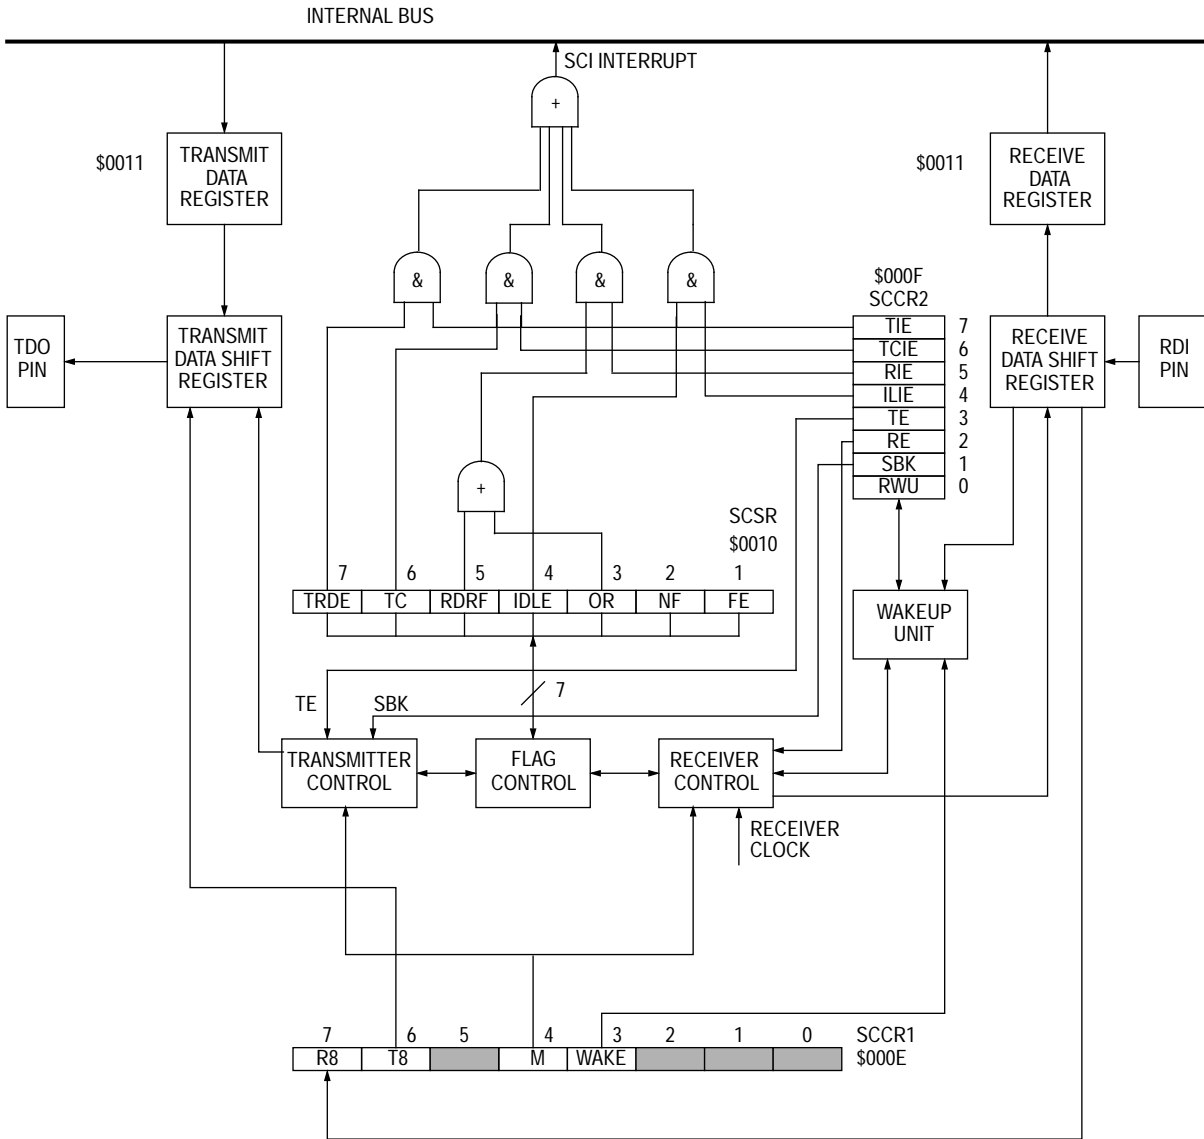 INTERNAL BUS
SCI INTERRUPT
+
$0011
TRANSMIT
DATA
REGISTER
$0011
RECEIVE
DATA
REGISTER
& & & &
$000F
SCCR2
TDO
PIN
TRANSMIT
DATA SHIFT
REGISTER
TIE 7
TCIE 6
RIE 5
ILIE 4
TE 3
RE 2
SBK 1
RWU 0
RECEIVE
DATA SHIFT
REGISTER
RDI
PIN
+
SCSR
$0010
7 6 5 4 3 2 1
TRDE TC RDRF IDLE OR NF FE
WAKEUP
UNIT
7
TE SBK
TRANSMITTER
CONTROL
FLAG
CONTROL
RECEIVER
CONTROL
RECEIVER
CLOCK
7 6 5 4 3 2 1 0 SCCR1
R8 T8 M WAKE $000E